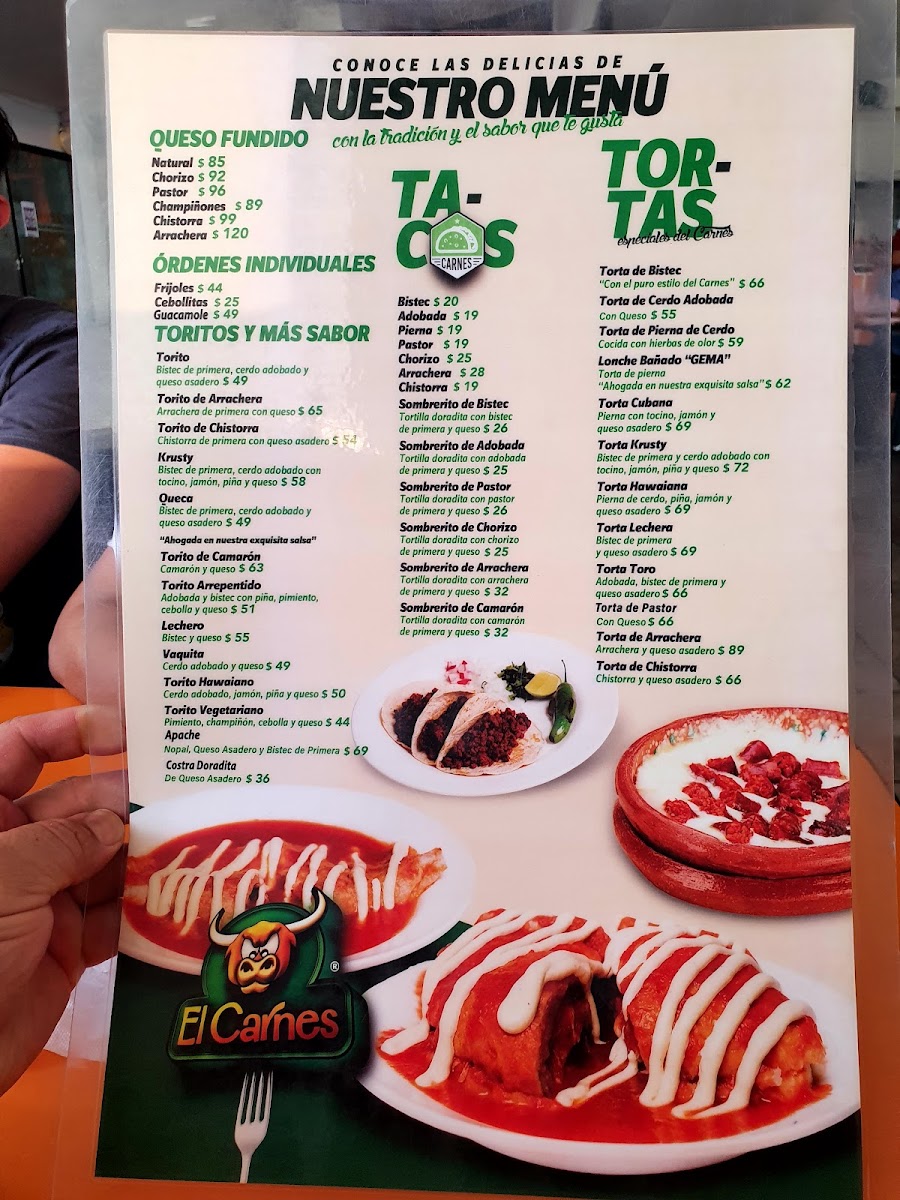 CONOCE LAS DELICIAS DE
NUESTRO MENÚ
con la tradición y el sabor que te gusta
QUESO FUNDIDO
Natural $ 85
Chorizo $ 92
Pastor $ 96
Champiñones $ 89
Chistorra $ 99
Arrachera $ 120
ÓRDENES INDIVIDUALES
Frijoles $ 44
Cebollitas $ 25
Guacamole $ 49
TORITOS Y MÁS SABOR
Torito
Bistec de primera, cerdo adobado y
queso asadero $ 49
Torito de Arrachera
Arrachera de primera con queso $ 65
Torito de Chistorra
Chistorra de primera con queso asadero $ 54
Krusty
Bistec de primera, cerdo adobado con
tocino, jamón, piña y queso $ 58
Queca
Bistec de primera, cerdo adobado y
queso asadero $ 49
"Ahogada en nuestra exquisita salsa"
Torito de Camarón
Camarón y queso $ 63
Torito Arrepentido
Adobada y bistec con piña, pimiento,
cebolla y queso $ 51
Lechero
Bistec y queso $ 55
Vaquita
Cerdo adobado y queso $ 49
Torito Hawaiano
Cerdo adobado, jamón, piña y queso $ 50
Torito Vegetariano
Pimiento, champiñón, cebolla y queso $ 44
Apache
Nopal, Queso Asadero y Bistec de Primera $ 69
Costra Doradita
De Queso Asadero $ 36
TA-
COS
CARNES
Bistec $ 20
Adobada $ 19
Pierna $ 19
Pastor $ 19
Chorizo $ 25
Arrachera $ 28
Chistorra $ 19
Sombrerito de Bistec
Tortilla doradita con bistec
de primera y queso $ 26
Sombrerito de Adobada
Tortilla doradita con adobada
de primera y queso $ 25
Sombrerito de Pastor
Tortilla doradita con pastor
de primera y queso $ 26
Sombrerito de Chorizo
Tortilla doradita con chorizo
de primera y queso $ 25
Sombrerito de Arrachera
Tortilla doradita con arrachera
de primera y queso $ 32
Sombrerito de Camarón
Tortilla doradita con camarón
de primera y queso $ 32
TOR-
TAS
especiales del Carnes
Torta de Bistec
"Con el puro estilo del Carnes" $ 66
Torta de Cerdo Adobada
Con Queso $ 55
Torta de Pierna de Cerdo
Cocida con hierbas de olor $ 59
Lonche Bañado "GEMA"
Torta de pierna
"Ahogada en nuestra exquisita salsa" $ 62
Torta Cubana
Pierna con tocino, jamón y
queso asadero $ 69
Torta Krusty
Bistec de primera y cerdo adobado con
tocino, jamón, piña y queso $ 72
Torta Hawaiana
Pierna de cerdo, piña, jamón y
queso asadero $ 69
Torta Lechera
Bistec de primera
y queso asadero $ 69
Torta Toro
Adobada, bistec de primera y
queso asadero $ 66
Torta de Pastor
Con Queso $ 66
Torta de Arrachera
Arrachera y queso asadero $ 89
Torta de Chistorra
Chistorra y queso asadero $ 66
El Carnes
®